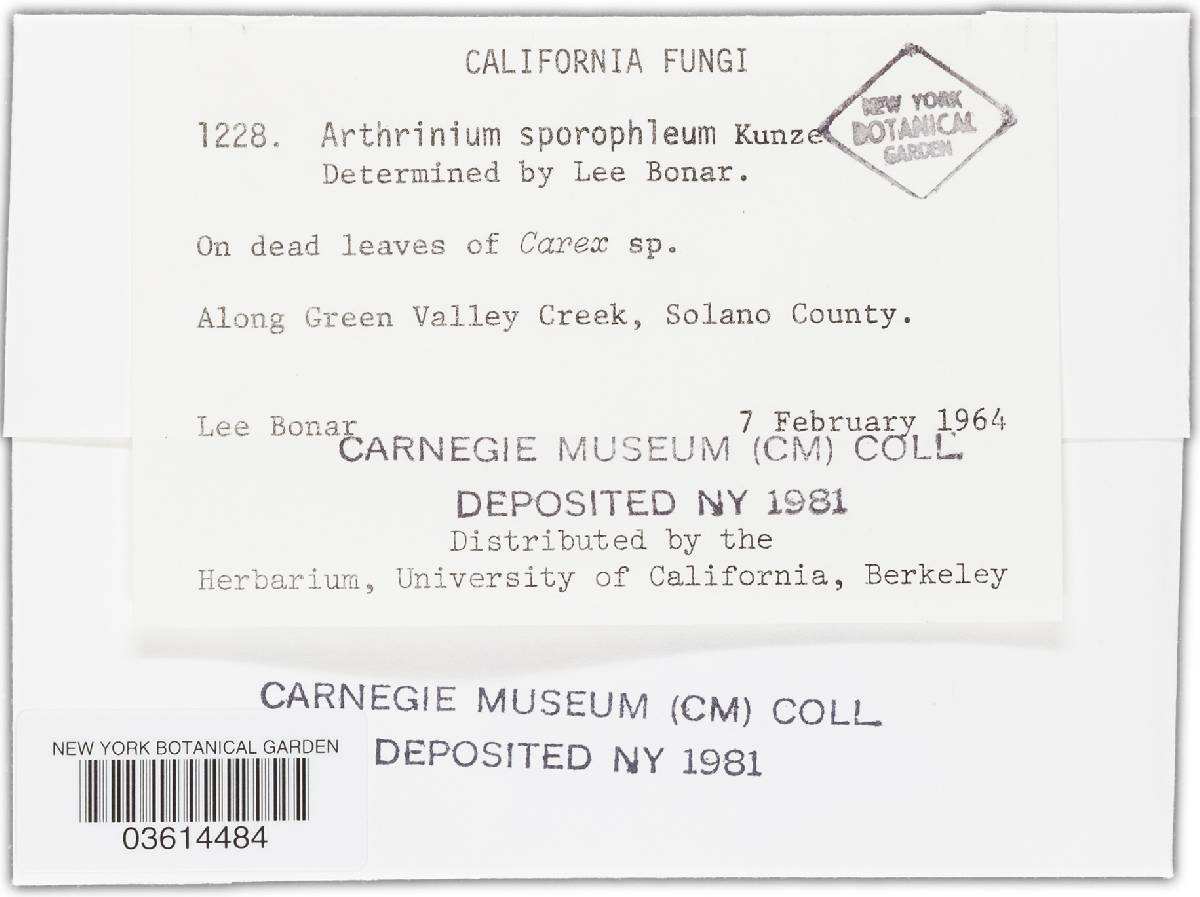 CALIFORNIA FUNGI
NEW YORK
BOTANICAL
GARDEN
1228. Arthrinium sporophleum Kunze
Determined by Lee Bonar.
On dead leaves of Carex sp.
Along Green Valley Creek, Solano County.
Lee Bonar 7 February 1964
CARNEGIE MUSEUM (CM) COLL.
DEPOSITED NY 1981
Distributed by the
Herbarium, University of California, Berkeley
CARNEGIE MUSEUM (CM) COLL.
DEPOSITED NY 1981
NEW YORK BOTANICAL GARDEN
03614484